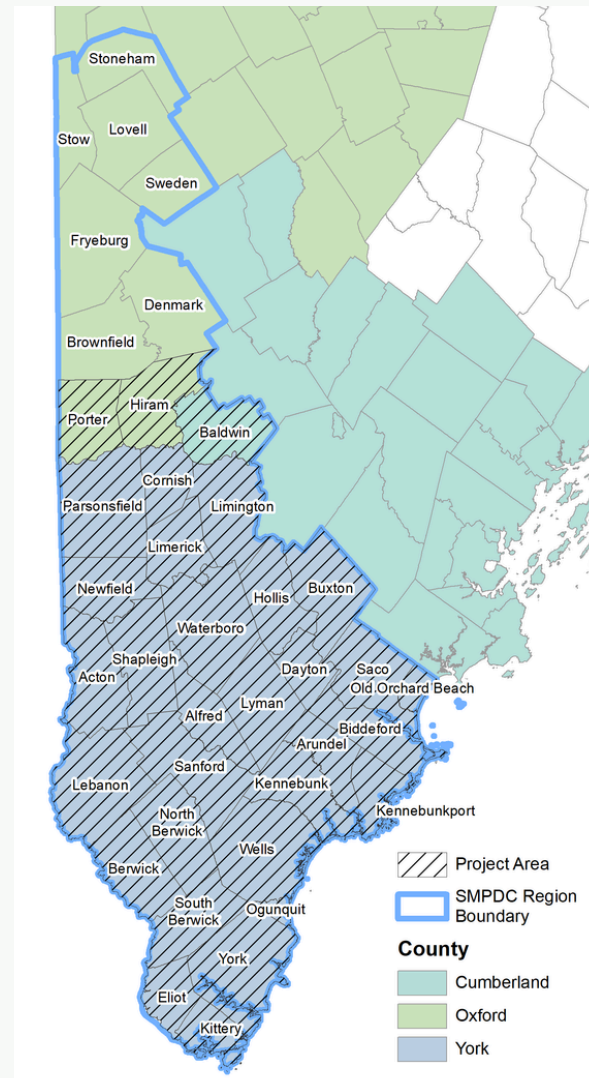 Stoneham
Lovell
Stow
Sweden
Fryeburg
Denmark
Brownfield
Hiram
Porter
Baldwin
Cornish
Parsonsfield
Limington
Limerick
Newfield
Buxton
Hollis
Waterboro
Shapleigh
Dayton
Saco
Acton
Old Orchard Beach
Lyman
Alfred
Biddeford
Arundel
Sanford
Lebanon
Kennebunk
Kennebunkport
North
Berwick
Wells
Berwick
South
Berwick
Ogunquit
York
Eliot
Kittery
Project Area
SMPDC Region
Boundary
County
Cumberland
Oxford
York